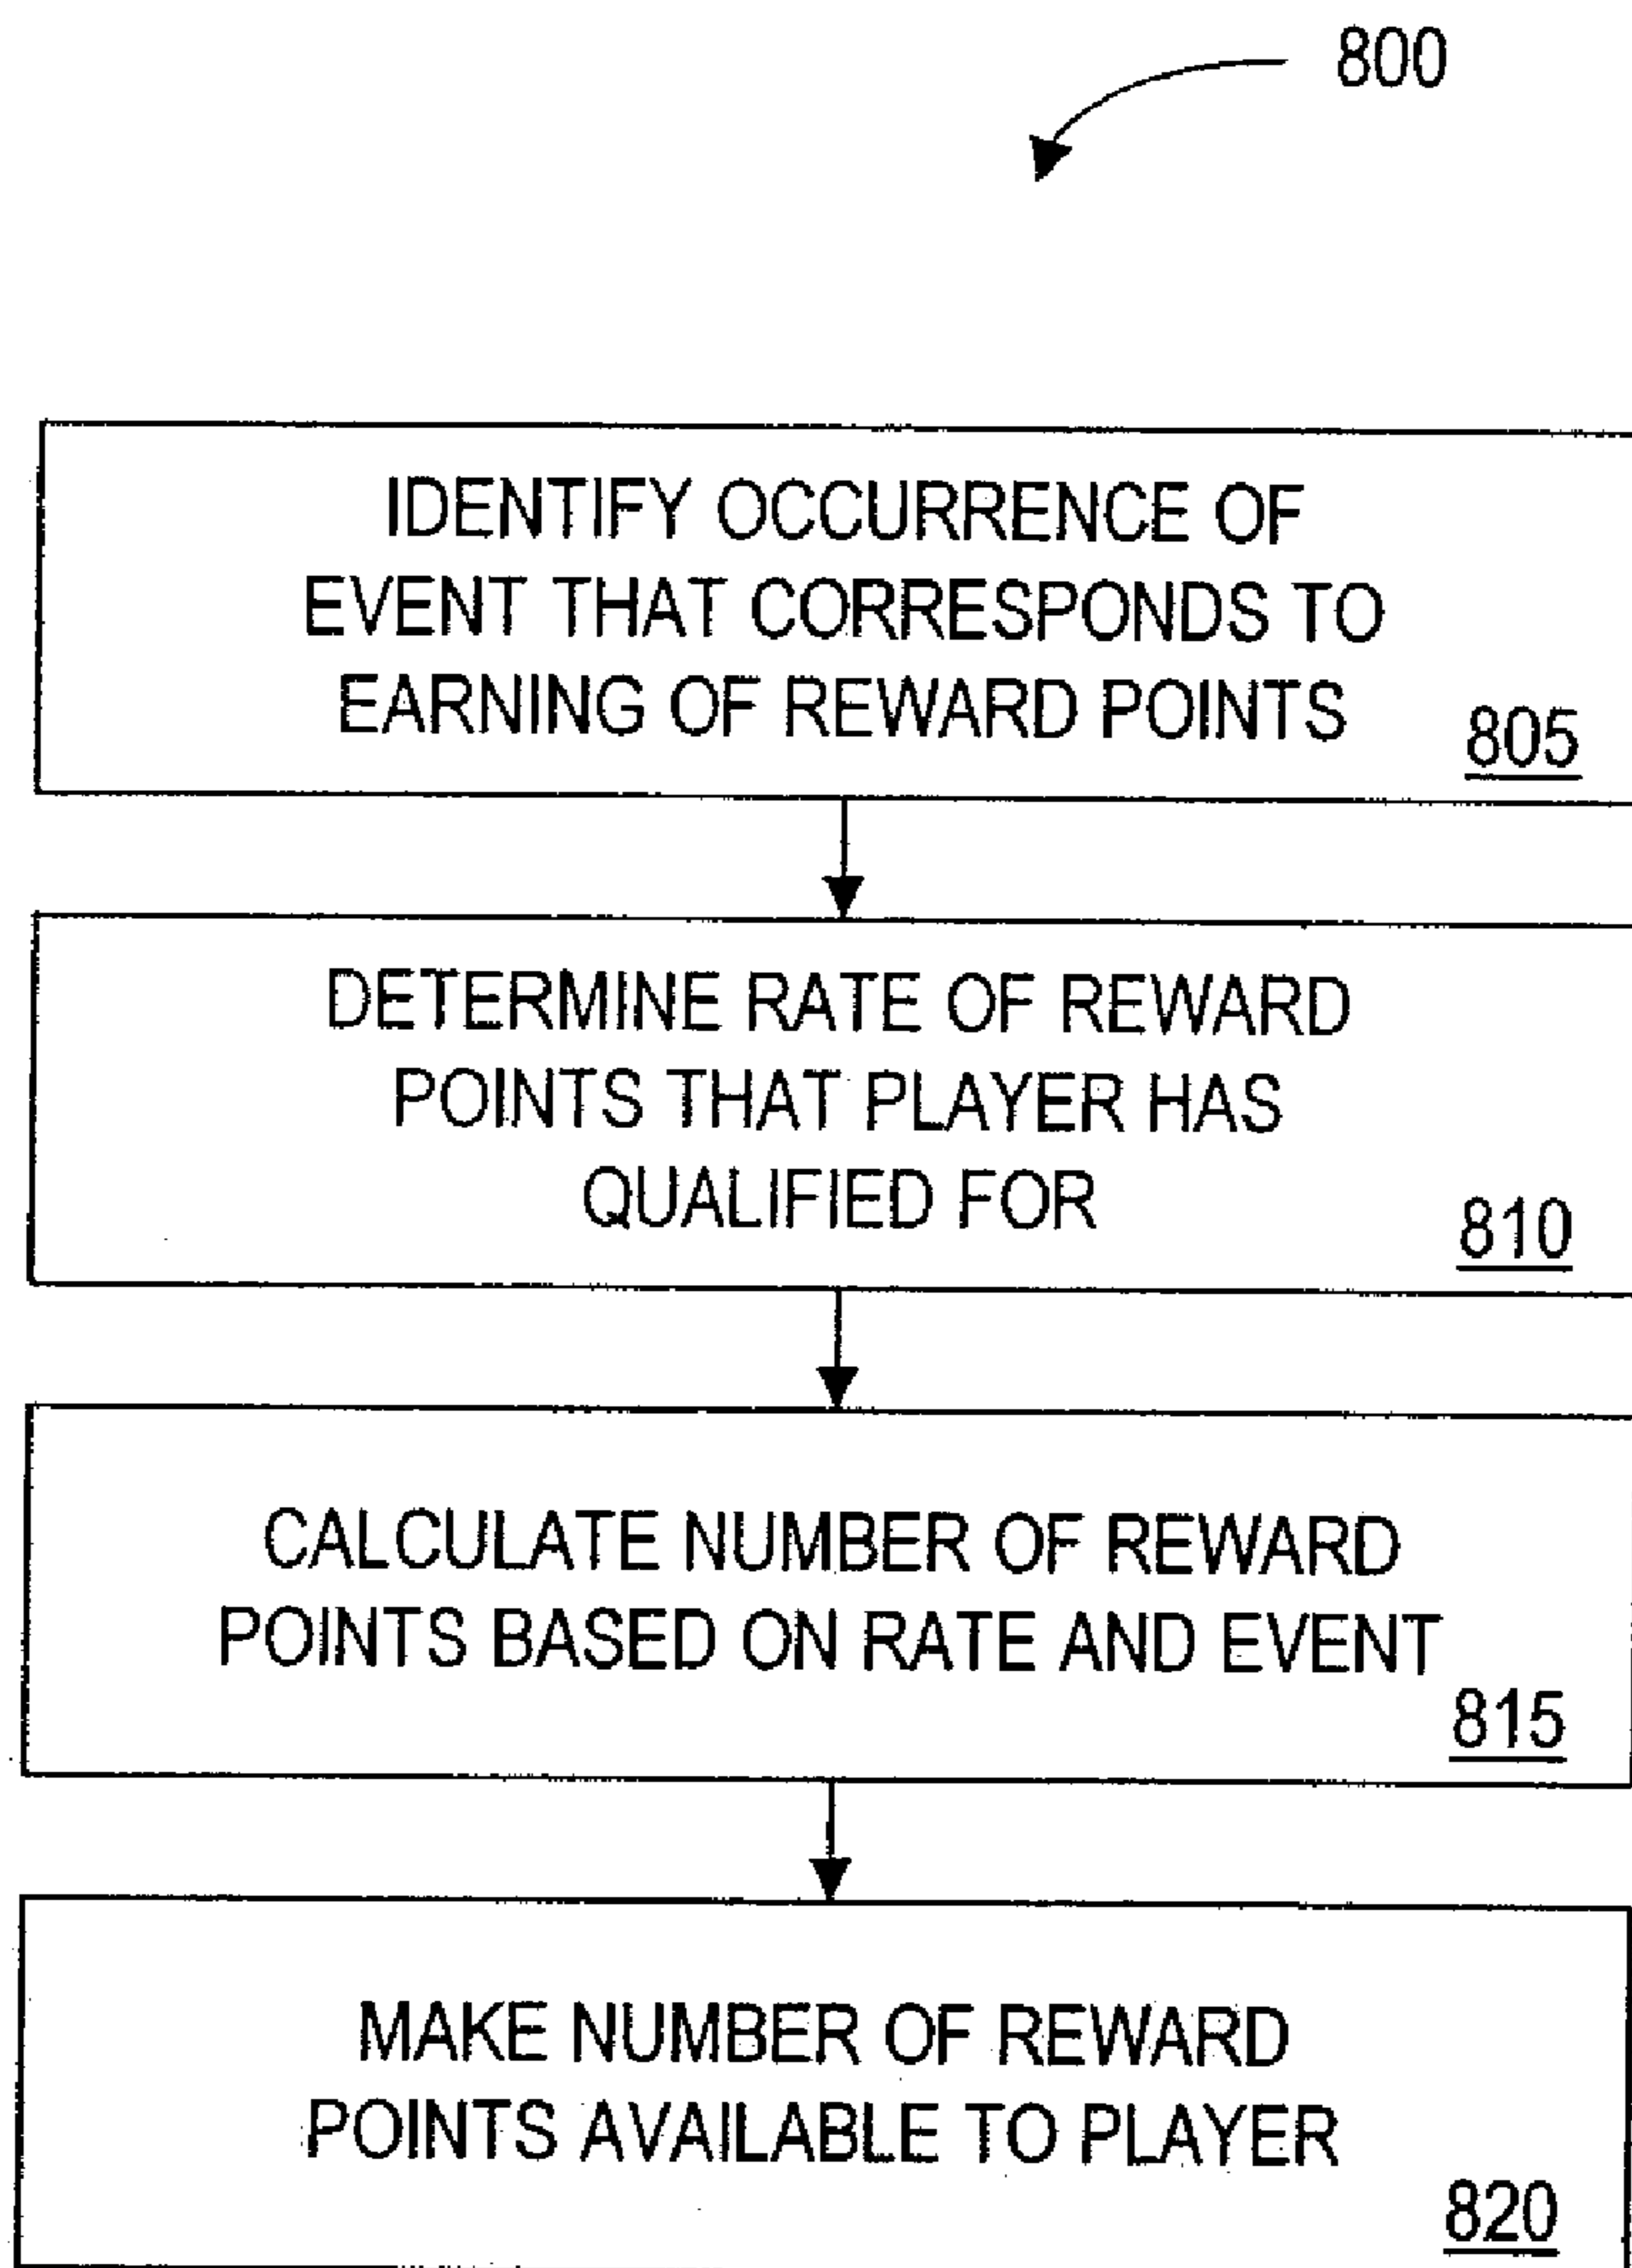 800
IDENTIFY OCCURRENCE OF
EVENT THAT CORRESPONDS TO
EARNING OF REWARD POINTS
805
DETERMINE RATE OF REWARD
POINTS THAT PLAYER HAS
QUALIFIED FOR
810
CALCULATE NUMBER OF REWARD
POINTS BASED ON RATE AND EVENT
815
MAKE NUMBER OF REWARD
POINTS AVAILABLE TO PLAYER
820